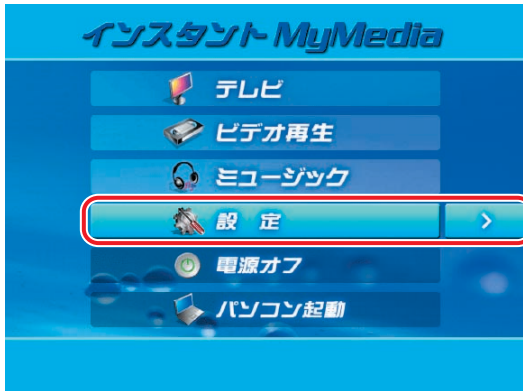 インスタント MyMedia
テレビ
ビデオ再生
ミュージック
設 定
電源オフ
パソコン起動